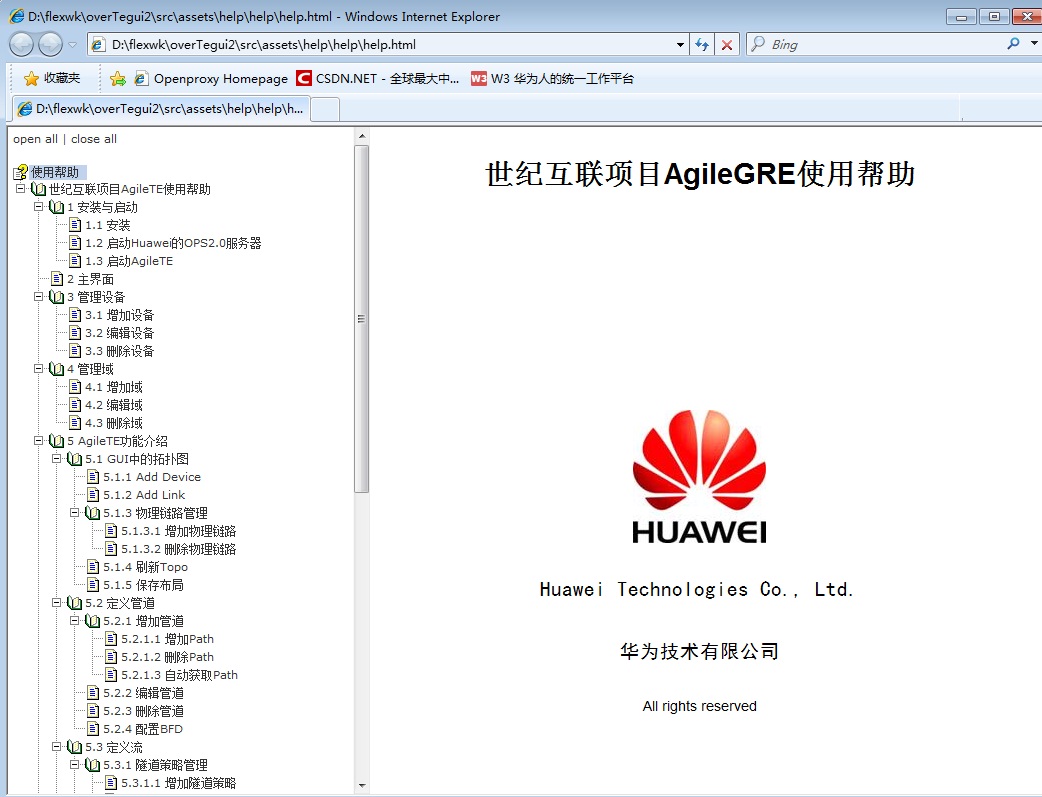 D:\flexwk\overTegui2\src\assets\help\help\help.html - Windows Internet Explorer
D:\flexwk\overTegui2\src\assets\help\help\help.html
Bing
收藏夹
Openproxy Homepage
CSDN.NET - 全球最大中...
W3 W3 华为人的统一工作平台
D:\flexwk\overTegui2\src\assets\help\help\h...
open all | close all
使用帮助
世纪互联项目AgileTE使用帮助
1 安装与启动
1.1 安装
1.2 启动Huawei的OPS2.0服务器
1.3 启动AgileTE
2 主界面
3 管理设备
3.1 增加设备
3.2 编辑设备
3.3 删除设备
4 管理域
4.1 增加域
4.2 编辑域
4.3 删除域
5 AgileTE功能介绍
5.1 GUI中的拓扑图
5.1.1 Add Device
5.1.2 Add Link
5.1.3 物理链路管理
5.1.3.1 增加物理链路
5.1.3.2 删除物理链路
5.1.4 刷新Topo
5.1.5 保存布局
5.2 定义管道
5.2.1 增加管道
5.2.1.1 增加Path
5.2.1.2 删除Path
5.2.1.3 自动获取Path
5.2.2 编辑管道
5.2.3 删除管道
5.2.4 配置BFD
5.3 定义流
5.3.1 隧道策略管理
5.3.1.1 增加隧道策略
世纪互联项目AgileGRE使用帮助
HUAWEI
Huawei Technologies Co., Ltd.
华为技术有限公司
All rights reserved